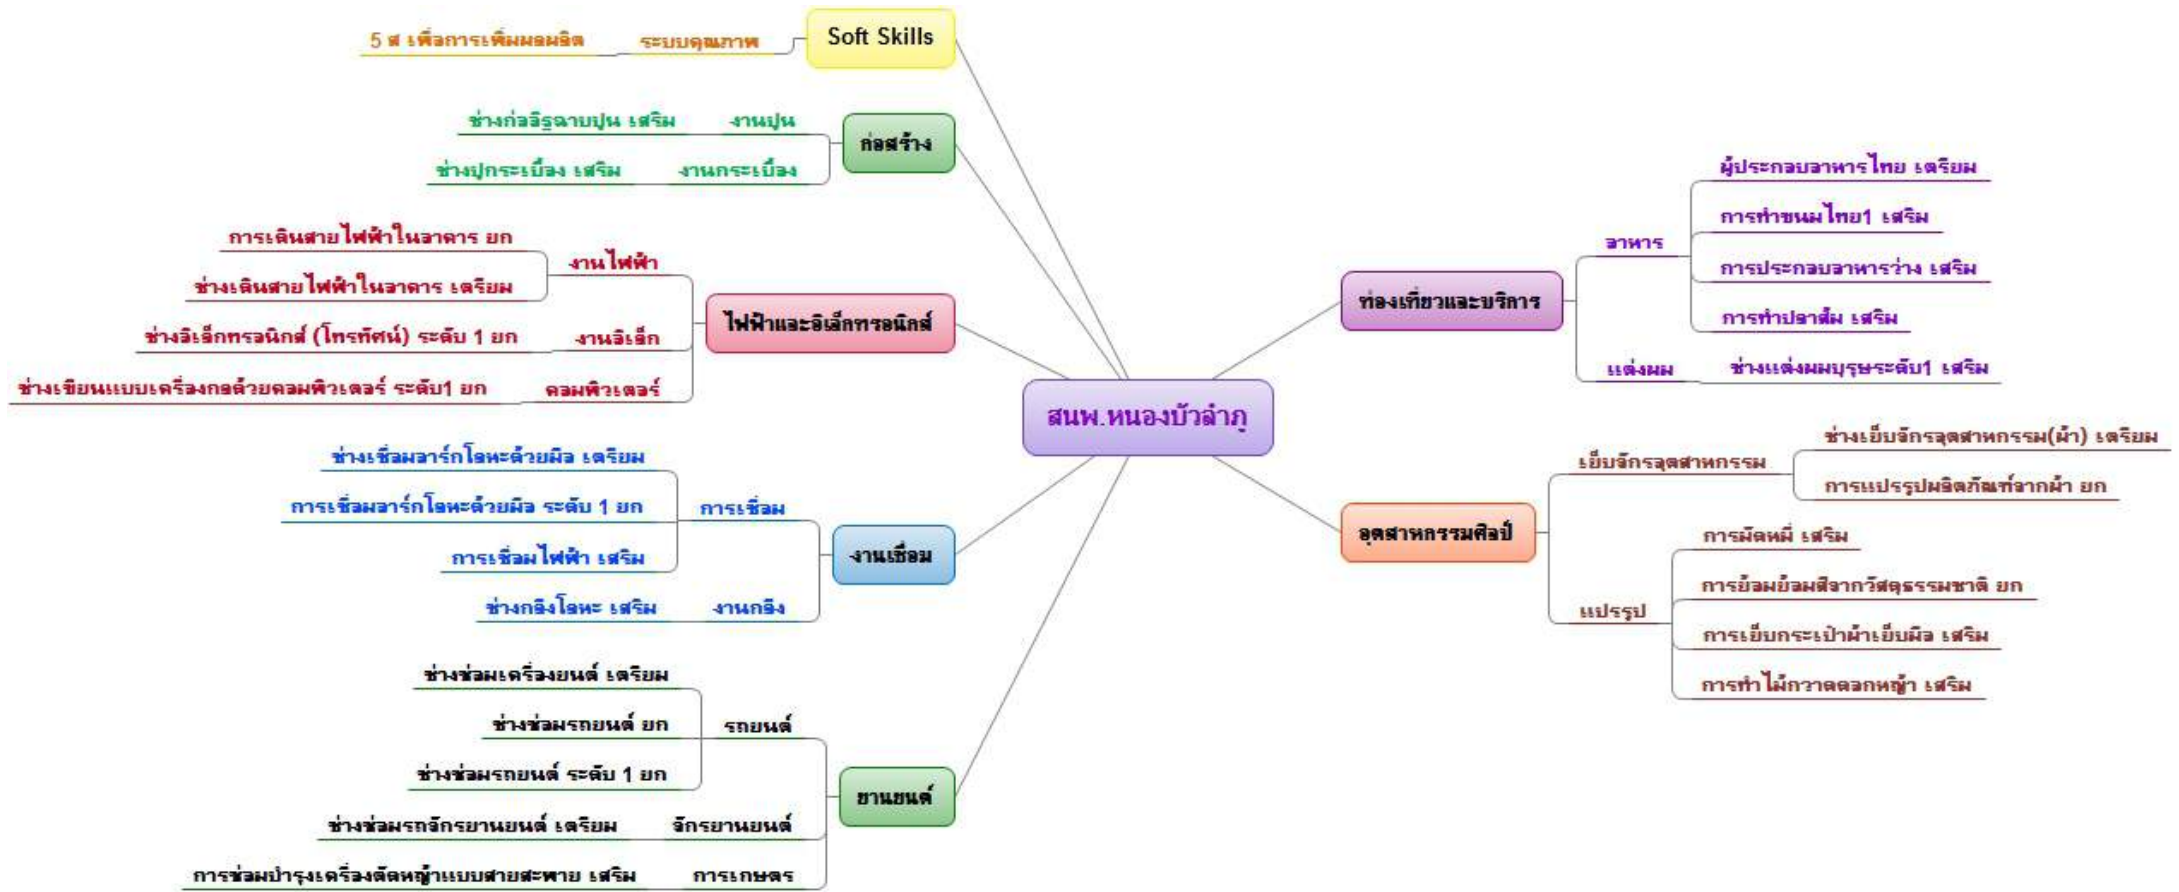 Soft Skills
ระบบคุณภาพ
5 ส เพื่อการเพิ่มผลผลิต
ก่อสร้าง
งานปูน
ช่างก่ออิฐฉาบปูน เสริม
งานกระเบื้อง
ช่างปูกระเบื้อง เสริม
ไฟฟ้าและอิเล็กทรอนิกส์
งานไฟฟ้า
การเดินสายไฟฟ้าในอาคาร ยก
ช่างเดินสายไฟฟ้าในอาคาร เตรียม
งานอิเล็ก
ช่างอิเล็กทรอนิกส์ (โทรทัศน์) ระดับ 1 ยก
คอมพิวเตอร์
ช่างเขียนแบบเครื่องกลด้วยคอมพิวเตอร์ ระดับ1 ยก
งานเชื่อม
การเชื่อม
ช่างเชื่อมอาร์กโลหะด้วยมือ เตรียม
การเชื่อมอาร์กโลหะด้วยมือ ระดับ 1 ยก
การเชื่อมไฟฟ้า เสริม
งานกลึง
ช่างกลึงโลหะ เสริม
ยานยนต์
รถยนต์
ช่างซ่อมเครื่องยนต์ เตรียม
ช่างซ่อมรถยนต์ ยก
ช่างซ่อมรถยนต์ ระดับ 1 ยก
จักรยานยนต์
ช่างซ่อมรถจักรยานยนต์ เตรียม
การเกษตร
การซ่อมบำรุงเครื่องตัดหญ้าแบบสายสะพาย เสริม
สนพ.หนองบัวลำภู
ท่องเที่ยวและบริการ
อาหาร
ผู้ประกอบอาหารไทย เตรียม
การทำขนมไทย1 เสริม
การประกอบอาหารว่าง เสริม
การทำปลาส้ม เสริม
แต่งผม
ช่างแต่งผมบุรุษระดับ1 เสริม
อุตสาหกรรมศิลป์
เย็บจักรอุตสาหกรรม
ช่างเย็บจักรอุตสาหกรรม(ผ้า) เตรียม
การแปรรูปผลิตภัณฑ์จากผ้า ยก
แปรรูป
การมัดหมี่ เสริม
การย้อมย้อมสีจากวัสดุธรรมชาติ ยก
การเย็บกระเป๋าผ้าเย็บมือ เสริม
การทำไม้กวาดดอกหญ้า เสริม